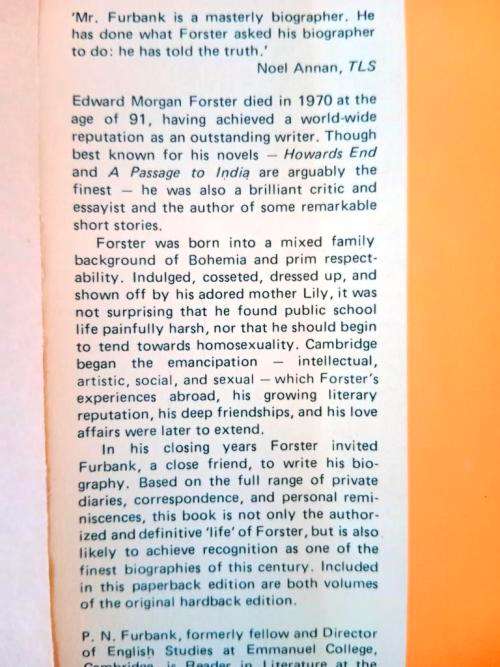 'Mr. Furbank is a masterly biographer. He
has done what Forster asked his biographer
to do: he has told the truth.'
Noel Annan, TLS
Edward Morgan Forster died in 1970 at the
age of 91, having achieved a world-wide
reputation as an outstanding writer. Though
best known for his novels — Howards End
and A Passage to India are arguably the
finest — he was also a brilliant critic and
essayist and the author of some remarkable
short stories.
Forster was born into a mixed family
background of Bohemia and prim respect-
ability. Indulged, cosseted, dressed up, and
shown off by his adored mother Lily, it was
not surprising that he found public school
life painfully harsh, nor that he should begin
to tend towards homosexuality. Cambridge
began the emancipation — intellectual,
artistic, social, and sexual — which Forster's
experiences abroad, his growing literary
reputation, his deep friendships, and his love
affairs were later to extend.
In his closing years Forster invited
Furbank, a close friend, to write his bio-
graphy. Based on the full range of private
diaries, correspondence, and personal remi-
niscences, this book is not only the author-
ized and definitive 'life' of Forster, but is also
likely to achieve recognition as one of the
finest biographies of this century. Included
in this paperback edition are both volumes
of the original hardback edition.
P. N. Furbank, formerly fellow and Director
of English Studies at Emmanuel College,
Cambridge, is Reader in Literature at the